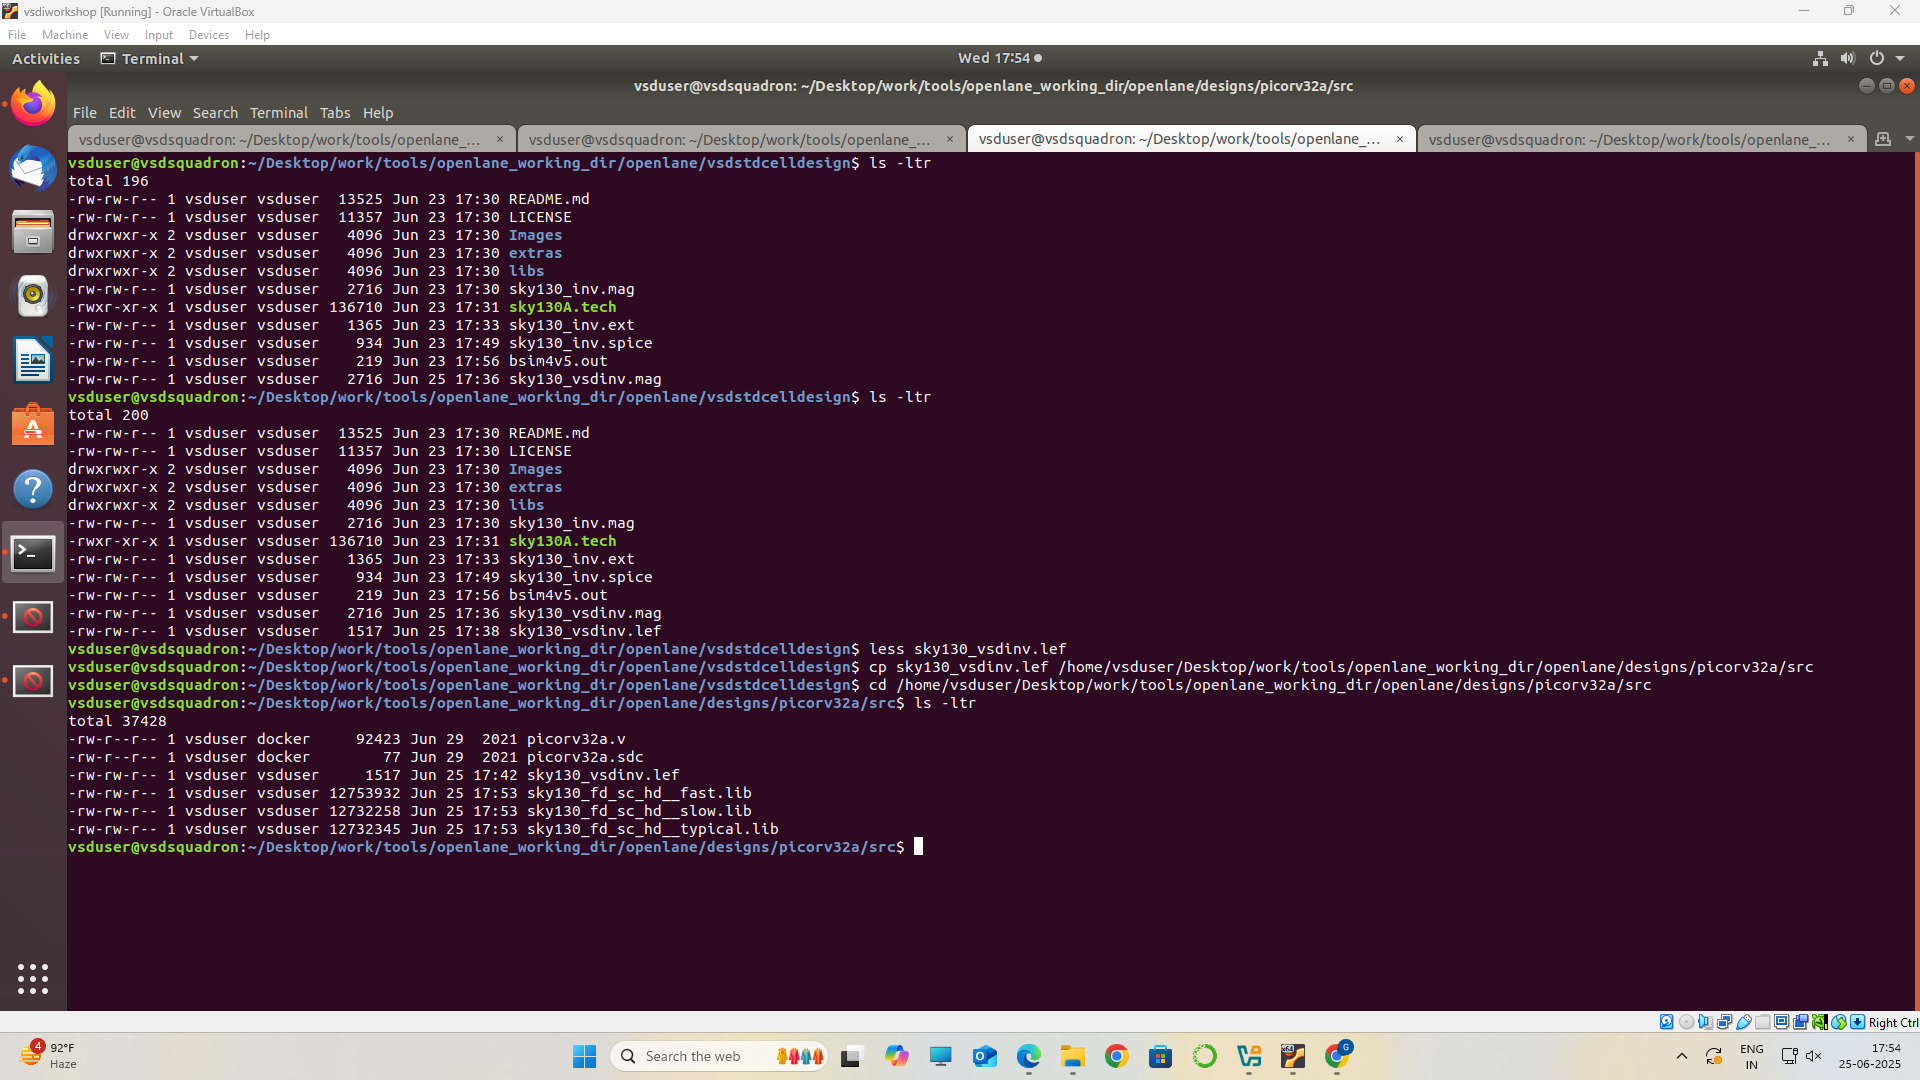 vsdiworkshop [Running] - Oracle VirtualBox
File Machine View Input Devices Help
Activities Terminal Wed 17:54
vsduser@vsdsquadron: ~/Desktop/work/tools/openlane_working_dir/openlane/designs/picorv32a/src
File Edit View Search Terminal Tabs Help
vsduser@vsdsquadron: ~/Desktop/work/tools/openlane_... × vsduser@vsdsquadron: ~/Desktop/work/tools/openlane_... × vsduser@vsdsquadron: ~/Desktop/work/tools/openlane_... × vsduser@vsdsquadron: ~/Desktop/work/tools/openlane_... ×
vsduser@vsdsquadron:~/Desktop/work/tools/openlane_working_dir/openlane/vsdstdcelldesign$ ls -ltr
total 196
-rw-rw-r-- 1 vsduser vsduser  13525 Jun 23 17:30 README.md
-rw-rw-r-- 1 vsduser vsduser  11357 Jun 23 17:30 LICENSE
drwxrwxr-x 2 vsduser vsduser   4096 Jun 23 17:30 Images
drwxrwxr-x 2 vsduser vsduser   4096 Jun 23 17:30 extras
drwxrwxr-x 2 vsduser vsduser   4096 Jun 23 17:30 libs
-rw-rw-r-- 1 vsduser vsduser   2716 Jun 23 17:30 sky130_inv.mag
-rwxr-xr-x 1 vsduser vsduser 136710 Jun 23 17:31 sky130A.tech
-rw-rw-r-- 1 vsduser vsduser   1365 Jun 23 17:33 sky130_inv.ext
-rw-rw-r-- 1 vsduser vsduser    934 Jun 23 17:49 sky130_inv.spice
-rw-rw-r-- 1 vsduser vsduser    219 Jun 23 17:56 bsim4v5.out
-rw-rw-r-- 1 vsduser vsduser   2716 Jun 25 17:36 sky130_vsdinv.mag
vsduser@vsdsquadron:~/Desktop/work/tools/openlane_working_dir/openlane/vsdstdcelldesign$ ls -ltr
total 200
-rw-rw-r-- 1 vsduser vsduser  13525 Jun 23 17:30 README.md
-rw-rw-r-- 1 vsduser vsduser  11357 Jun 23 17:30 LICENSE
drwxrwxr-x 2 vsduser vsduser   4096 Jun 23 17:30 Images
drwxrwxr-x 2 vsduser vsduser   4096 Jun 23 17:30 extras
drwxrwxr-x 2 vsduser vsduser   4096 Jun 23 17:30 libs
-rw-rw-r-- 1 vsduser vsduser   2716 Jun 23 17:30 sky130_inv.mag
-rwxr-xr-x 1 vsduser vsduser 136710 Jun 23 17:31 sky130A.tech
-rw-rw-r-- 1 vsduser vsduser   1365 Jun 23 17:33 sky130_inv.ext
-rw-rw-r-- 1 vsduser vsduser    934 Jun 23 17:49 sky130_inv.spice
-rw-rw-r-- 1 vsduser vsduser    219 Jun 23 17:56 bsim4v5.out
-rw-rw-r-- 1 vsduser vsduser   2716 Jun 25 17:36 sky130_vsdinv.mag
-rw-rw-r-- 1 vsduser vsduser   1517 Jun 25 17:38 sky130_vsdinv.lef
vsduser@vsdsquadron:~/Desktop/work/tools/openlane_working_dir/openlane/vsdstdcelldesign$ less sky130_vsdinv.lef
vsduser@vsdsquadron:~/Desktop/work/tools/openlane_working_dir/openlane/vsdstdcelldesign$ cp sky130_vsdinv.lef /home/vsduser/Desktop/work/tools/openlane_working_dir/openlane/designs/picorv32a/src
vsduser@vsdsquadron:~/Desktop/work/tools/openlane_working_dir/openlane/vsdstdcelldesign$ cd /home/vsduser/Desktop/work/tools/openlane_working_dir/openlane/designs/picorv32a/src
vsduser@vsdsquadron:~/Desktop/work/tools/openlane_working_dir/openlane/designs/picorv32a/src$ ls -ltr
total 37428
-rw-r--r-- 1 vsduser docker     92423 Jun 29  2021 picorv32a.v
-rw-r--r-- 1 vsduser docker        77 Jun 29  2021 picorv32a.sdc
-rw-rw-r-- 1 vsduser vsduser     1517 Jun 25 17:42 sky130_vsdinv.lef
-rw-rw-r-- 1 vsduser vsduser 12753932 Jun 25 17:53 sky130_fd_sc_hd__fast.lib
-rw-rw-r-- 1 vsduser vsduser 12732258 Jun 25 17:53 sky130_fd_sc_hd__slow.lib
-rw-rw-r-- 1 vsduser vsduser 12732345 Jun 25 17:53 sky130_fd_sc_hd__typical.lib
vsduser@vsdsquadron:~/Desktop/work/tools/openlane_working_dir/openlane/designs/picorv32a/src$
Right Ctrl
4 92°F
Haze
Search the web
G
ENG
IN
17:54
25-06-2025